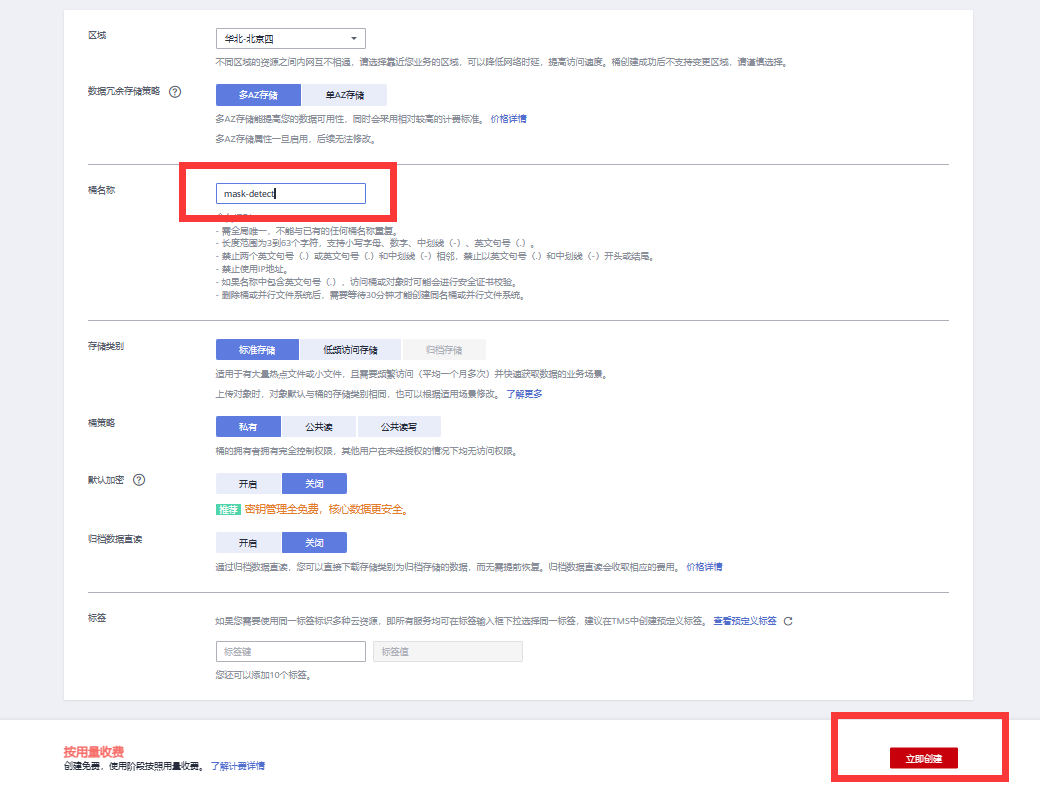 区域
华北-北京四
不同区域的资源之间内网互不相通，请选择靠近您业务的区域，可以降低网络时延，提高访问速度。桶创建成功后不支持变更区域，请谨慎选择。
数据冗余存储策略 ?
多AZ存储 单AZ存储
多AZ存储能提高您的数据可用性，同时会采用相对较高的计费标准。 价格详情
多AZ存储属性一旦启用，后续无法修改。
桶名称
mask-detect
- 需全局唯一，不能与已有的任何桶名称重复。
- 长度范围为3到63个字符，支持小写字母、数字、中划线（-）、英文句号（.）。
- 禁止两个英文句号（.）或英文句号（.）和中划线（-）相邻，禁止以英文句号（.）和中划线（-）开头或结尾。
- 禁止使用IP地址。
- 如果名称中包含英文句号（.），访问桶或对象时可能会进行安全证书校验。
- 删除桶或并行文件系统后，需要等待30分钟才能创建同名桶或并行文件系统。
存储类别
标准存储 低频访问存储 归档存储
适用于有大量热点文件或小文件，且需要频繁访问（平均一个月多次）并快速获取数据的业务场景。
上传对象时，对象默认与桶的存储类别相同，也可以根据适用场景修改。 了解更多
桶策略
私有 公共读 公共读写
桶的拥有者拥有完全控制权限，其他用户在未经授权的情况下均无访问权限。
默认加密 ?
开启 关闭
推荐 密钥管理全免费，核心数据更安全。
归档数据直读
开启 关闭
通过归档数据直读，您可以直接下载存储类别为归档存储的数据，而无需提前恢复。归档数据直读会收取相应的费用。 价格详情
标签
如果您需要使用同一标签标识多种云资源，即所有服务均可在标签输入框下拉选择同一标签，建议在TMS中创建预定义标签。 查看预定义标签
标签键 标签值
您还可以添加10个标签。
按用量收费
创建免费，使用阶段按照用量收费。 了解计费详情
立即创建